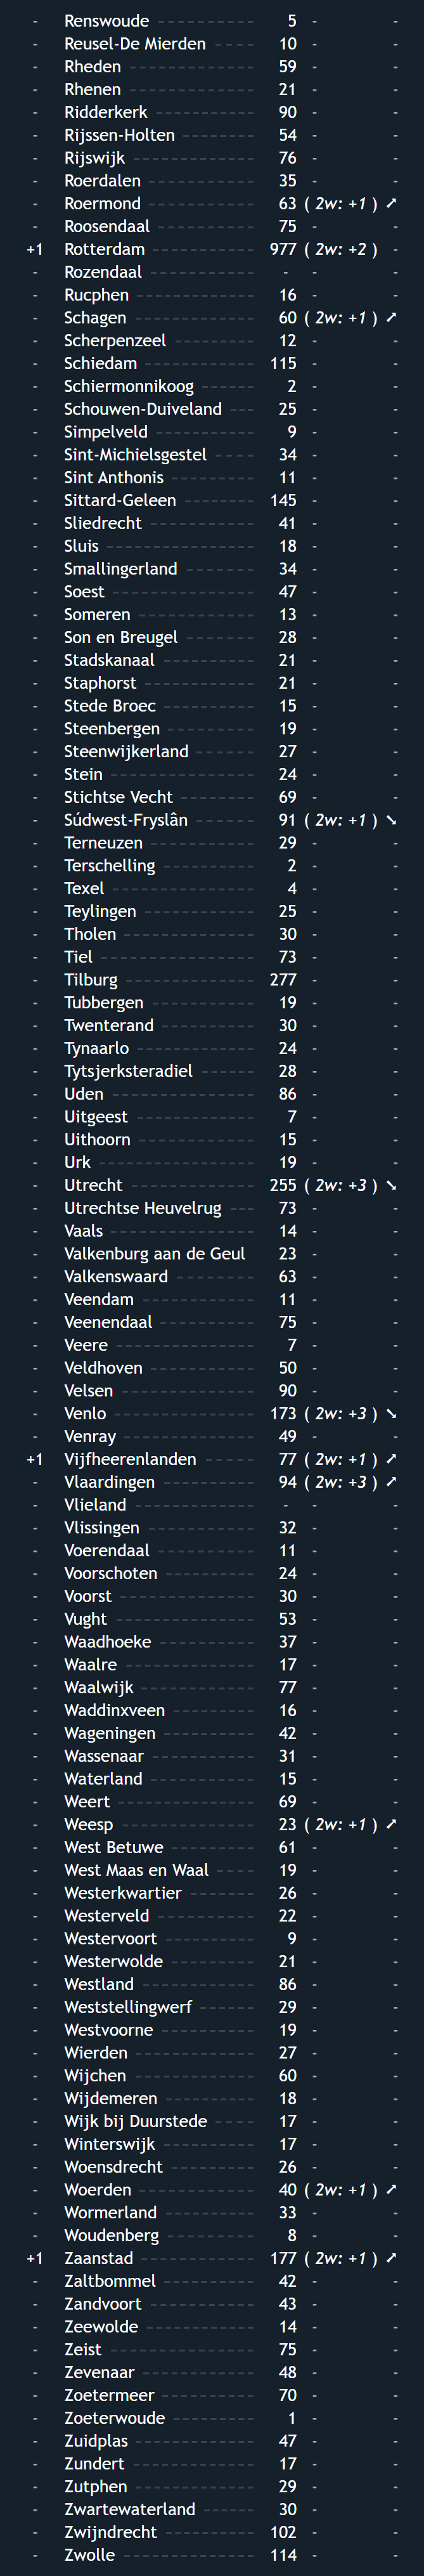 - Renswoude ---------- 5 - -
- Reusel-De Mierden ---- 10 - -
- Rheden ------------- 59 - -
- Rhenen ------------- 21 - -
- Ridderkerk ---------- 90 - -
- Rijssen-Holten -------- 54 - -
- Rijswijk ------------ 76 - -
- Roerdalen ----------- 35 - -
- Roermond ----------- 63 ( 2w: +1 ) ➚
- Roosendaal ---------- 75 - -
+1 Rotterdam ---------- 977 ( 2w: +2 ) -
- Rozendaal ----------- - - -
- Rucphen ------------ 16 - -
- Schagen ------------ 60 ( 2w: +1 ) ➚
- Scherpenzeel -------- 12 - -
- Schiedam ----------- 115 - -
- Schiermonnikoog ----- 2 - -
- Schouwen-Duiveland --- 25 - -
- Simpelveld ---------- 9 - -
- Sint-Michielsgestel ---- 34 - -
- Sint Anthonis -------- 11 - -
- Sittard-Geleen ------- 145 - -
- Sliedrecht ----------- 41 - -
- Sluis --------------- 18 - -
- Smallingerland ------- 34 - -
- Soest -------------- 47 - -
- Someren ------------ 13 - -
- Son en Breugel ------- 28 - -
- Stadskanaal --------- 21 - -
- Staphorst ----------- 21 - -
- Stede Broec --------- 15 - -
- Steenbergen --------- 19 - -
- Steenwijkerland ------ 27 - -
- Stein -------------- 24 - -
- Stichtse Vecht ------- 69 - -
- Súdwest-Fryslân ------ 91 ( 2w: +1 ) ➘
- Terneuzen ----------- 29 - -
- Terschelling --------- 2 - -
- Texel -------------- 4 - -
- Teylingen ----------- 25 - -
- Tholen ------------- 30 - -
- Tiel --------------- 73 - -
- Tilburg ------------- 277 - -
- Tubbergen ---------- 19 - -
- Twenterand --------- 30 - -
- Tynaarlo ------------ 24 - -
- Tytsjerksteradiel ------ 28 - -
- Uden -------------- 86 - -
- Uitgeest ------------ 7 - -
- Uithoorn ----------- 15 - -
- Urk --------------- 19 - -
- Utrecht ------------- 255 ( 2w: +3 ) ➘
- Utrechtse Heuvelrug --- 73 - -
- Vaals -------------- 14 - -
- Valkenburg aan de Geul 23 - -
- Valkenswaard -------- 63 - -
- Veendam ----------- 11 - -
- Veenendaal ---------- 75 - -
- Veere -------------- 7 - -
- Veldhoven ---------- 50 - -
- Velsen ------------- 90 - -
- Venlo -------------- 173 ( 2w: +3 ) ➘
- Venray ------------- 49 - -
+1 Vijfheerenlanden ----- 77 ( 2w: +1 ) ➚
- Vlaardingen --------- 94 ( 2w: +3 ) ➚
- Vlieland ------------ - - -
- Vlissingen ----------- 32 - -
- Voerendaal ---------- 11 - -
- Voorschoten --------- 24 - -
- Voorst ------------- 30 - -
- Vught -------------- 53 - -
- Waadhoeke --------- 37 - -
- Waalre ------------- 17 - -
- Waalwijk ----------- 77 - -
- Waddinxveen -------- 16 - -
- Wageningen --------- 42 - -
- Wassenaar ---------- 31 - -
- Waterland ---------- 15 - -
- Weert ------------- 69 - -
- Weesp ------------- 23 ( 2w: +1 ) ➚
- West Betuwe -------- 61 - -
- West Maas en Waal ---- 19 - -
- Westerkwartier ------- 26 - -
- Westerveld ---------- 22 - -
- Westervoort --------- 9 - -
- Westerwolde --------- 21 - -
- Westland ----------- 86 - -
- Weststellingwerf ------ 29 - -
- Westvoorne --------- 19 - -
- Wierden ------------ 27 - -
- Wijchen ------------ 60 - -
- Wijdemeren --------- 18 - -
- Wijk bij Duurstede ---- 17 - -
- Winterswijk --------- 17 - -
- Woensdrecht -------- 26 - -
- Woerden ----------- 40 ( 2w: +1 ) ➚
- Wormerland --------- 33 - -
- Woudenberg --------- 8 - -
+1 Zaanstad ----------- 177 ( 2w: +1 ) ➚
- Zaltbommel --------- 42 - -
- Zandvoort ---------- 43 - -
- Zeewolde ----------- 14 - -
- Zeist --------------- 75 - -
- Zevenaar ----------- 48 - -
- Zoetermeer --------- 70 - -
- Zoeterwoude -------- 1 - -
- Zuidplas ------------ 47 - -
- Zundert ------------ 17 - -
- Zutphen ------------ 29 - -
- Zwartewaterland ----- 30 - -
- Zwijndrecht --------- 102 - -
- Zwolle ------------- 114 - -